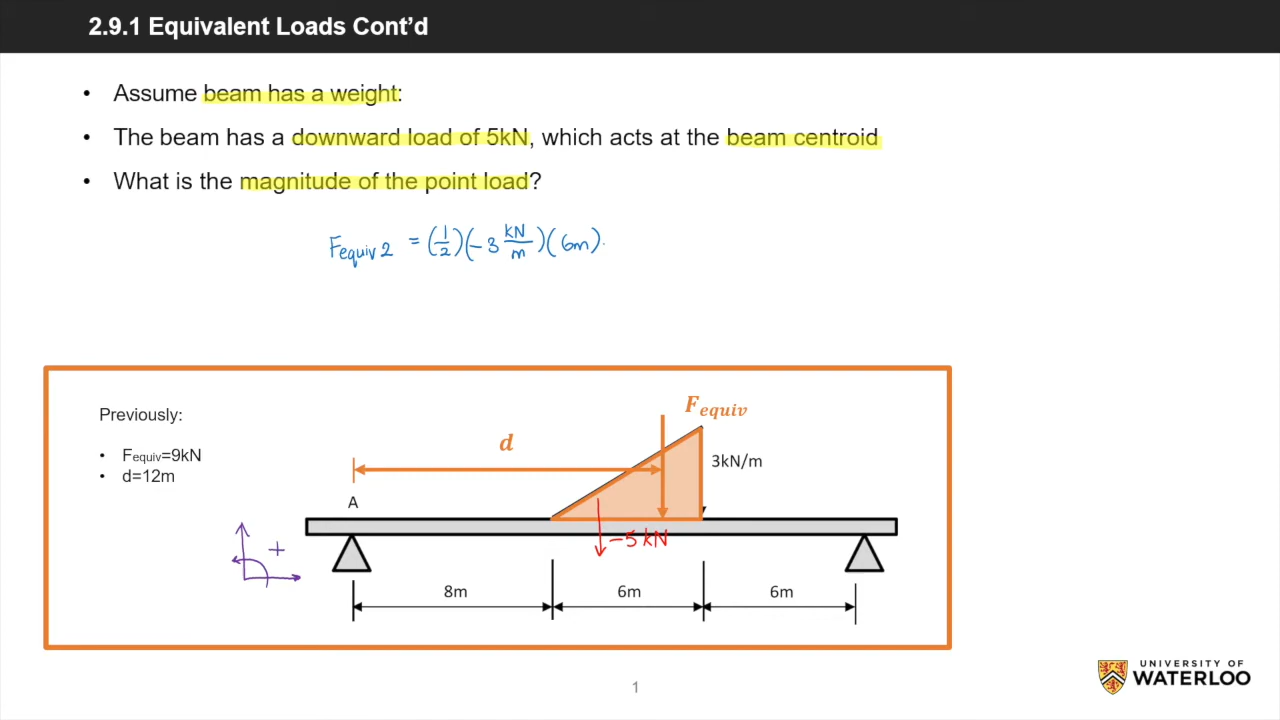 2.9.1 Equivalent Loads Cont’d
• Assume beam has a weight:
• The beam has a downward load of 5kN, which acts at the beam centroid
• What is the magnitude of the point load?
Fequiv 2 = (1/2)(-3 kN/m)(6m).
Previously:
• Fequiv=9kN
• d=12m
Fequiv
d
3kN/m
A
+
-5 kN
8m
6m
6m
1
UNIVERSITY OF
WATERLOO